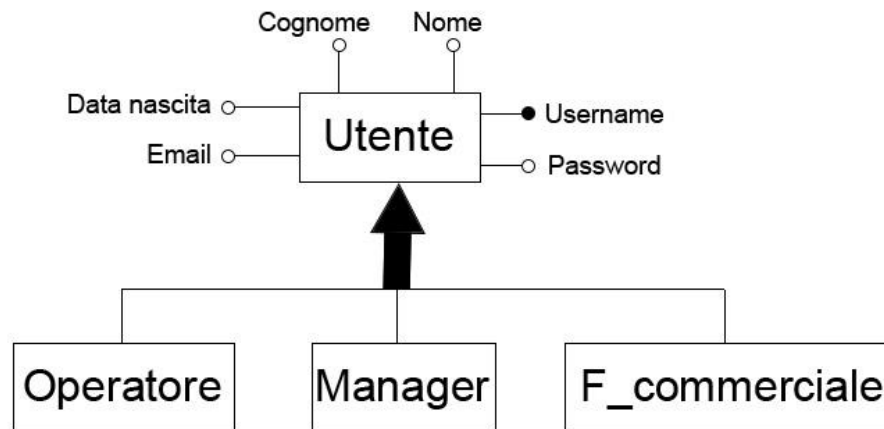 Cognome
Nome
Data nascita
Email
Utente
Username
Password
Operatore
Manager
F_commerciale